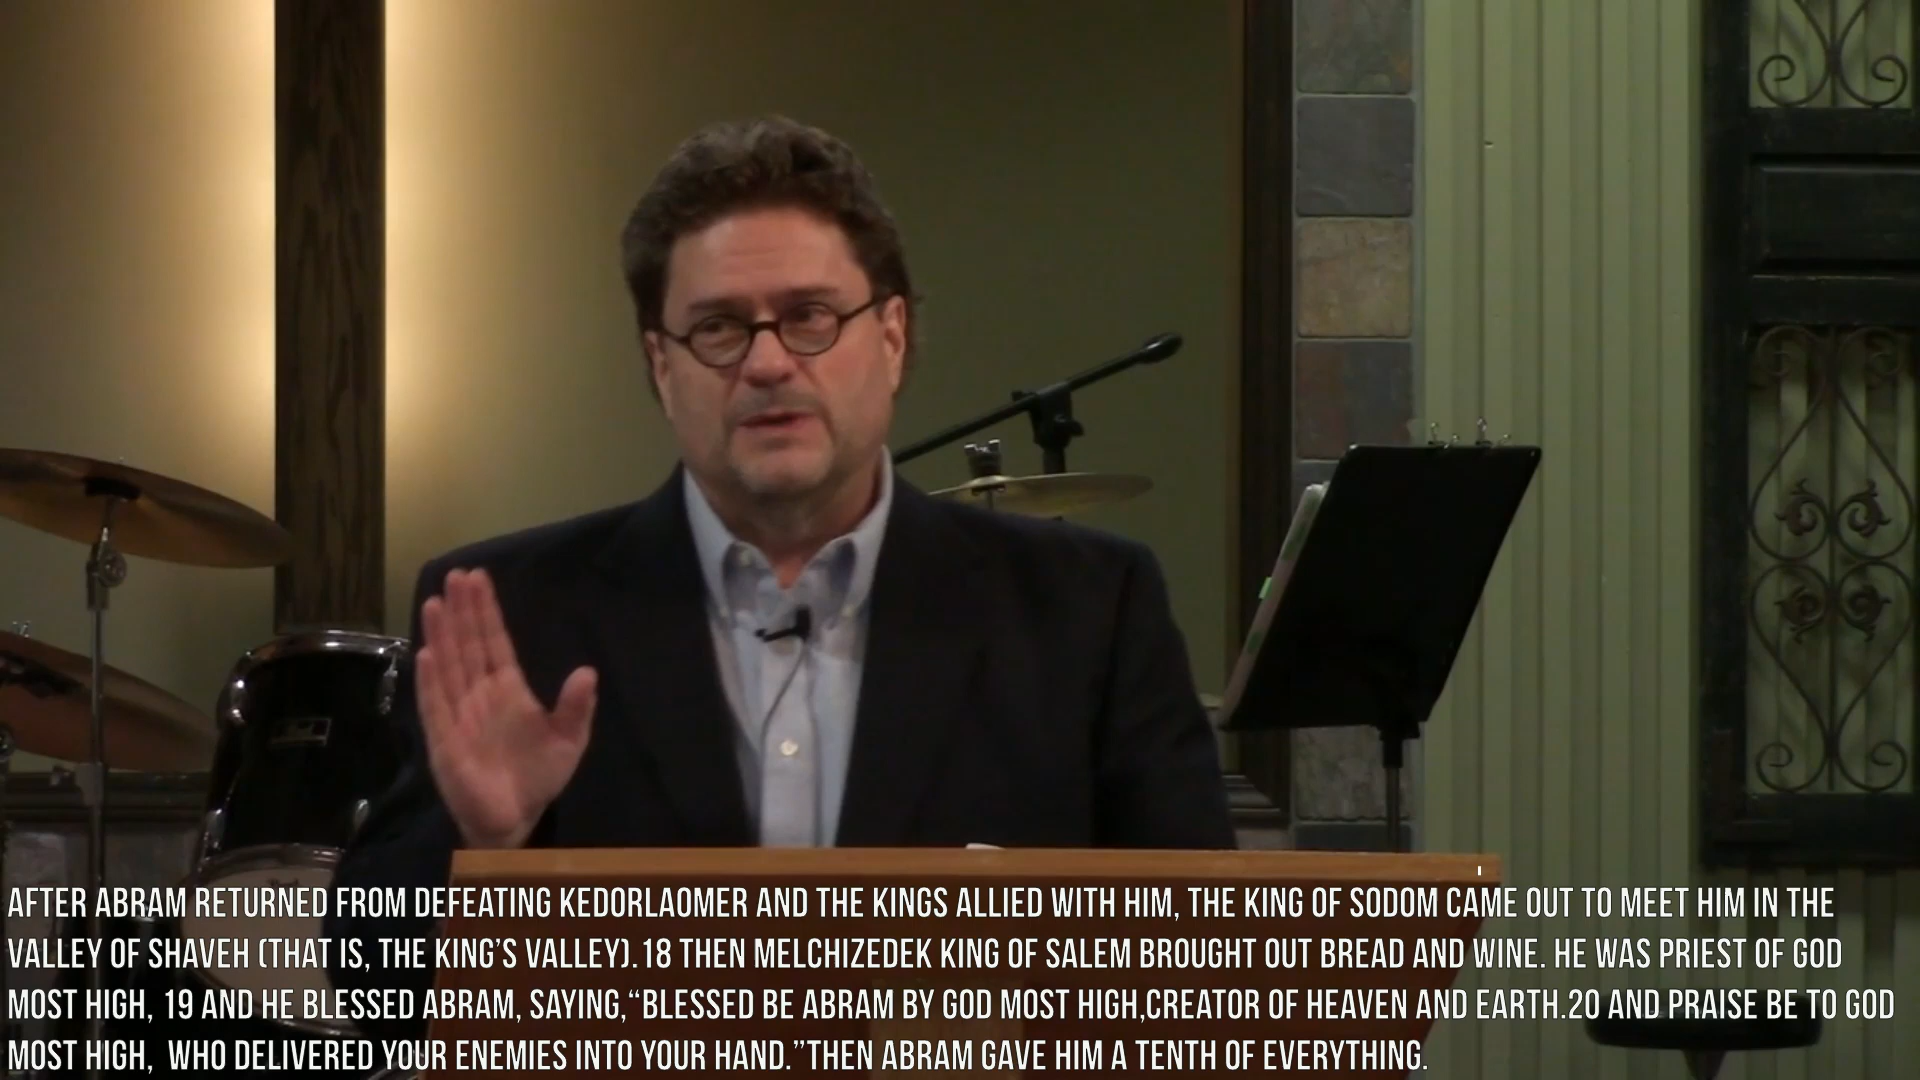 AFTER ABRAM RETURNED FROM DEFEATING KEDORLAOMER AND THE KINGS ALLIED WITH HIM, THE KING OF SODOM CAME OUT TO MEET HIM IN THE
VALLEY OF SHAVEH (THAT IS, THE KING’S VALLEY).18 THEN MELCHIZEDEK KING OF SALEM BROUGHT OUT BREAD AND WINE. HE WAS PRIEST OF GOD
MOST HIGH, 19 AND HE BLESSED ABRAM, SAYING,“BLESSED BE ABRAM BY GOD MOST HIGH,CREATOR OF HEAVEN AND EARTH.20 AND PRAISE BE TO GOD
MOST HIGH, WHO DELIVERED YOUR ENEMIES INTO YOUR HAND.”THEN ABRAM GAVE HIM A TENTH OF EVERYTHING.